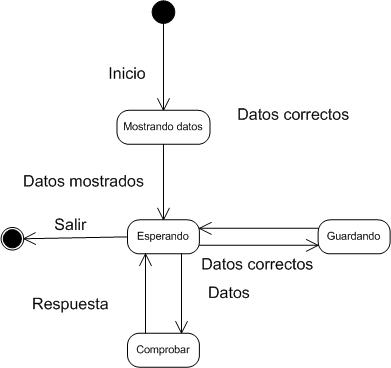 Inicio
Datos correctos
Mostrando datos
Datos mostrados
Salir
Esperando
Guardando
Datos correctos
Datos
Respuesta
Comprobar